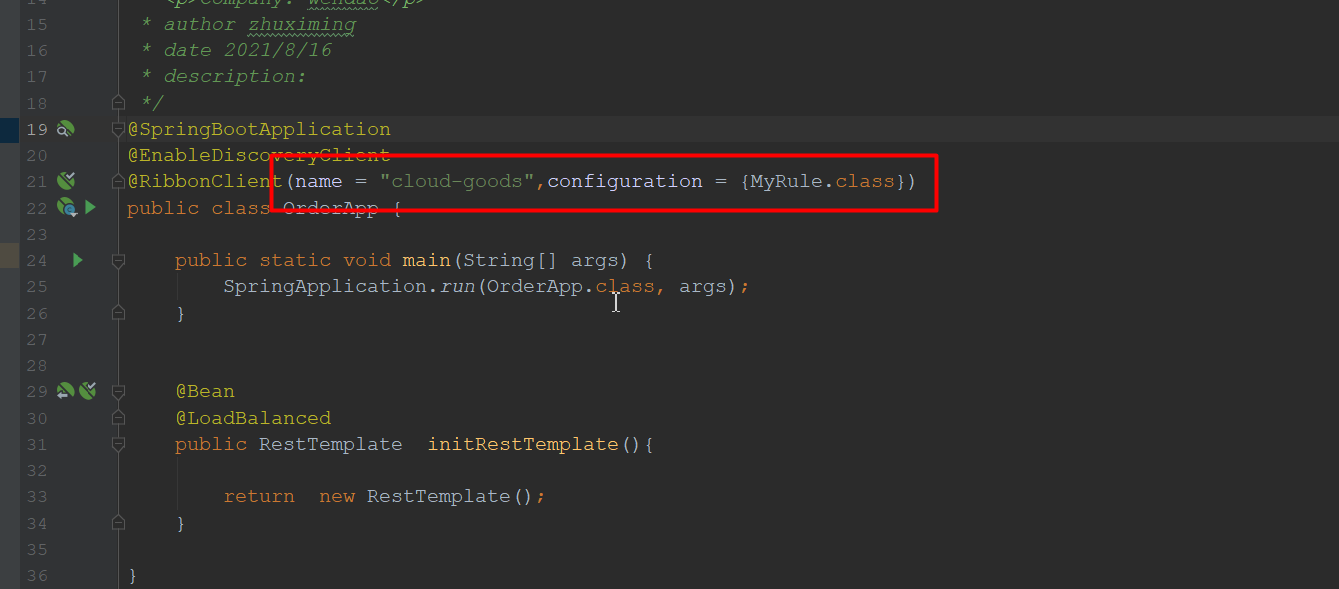 14 <p>company: wendao</p>
15 * author zhuximing
16 * date 2021/8/16
17 * description:
18 */
19 @SpringBootApplication
20 @EnableDiscoveryClient
21 @RibbonClient(name = "cloud-goods",configuration = {MyRule.class})
22 public class OrderApp {
23
24 public static void main(String[] args) {
25 SpringApplication.run(OrderApp.class, args);
26 }
27
28
29 @Bean
30 @LoadBalanced
31 public RestTemplate initRestTemplate(){
32
33 return new RestTemplate();
34 }
35
36 }